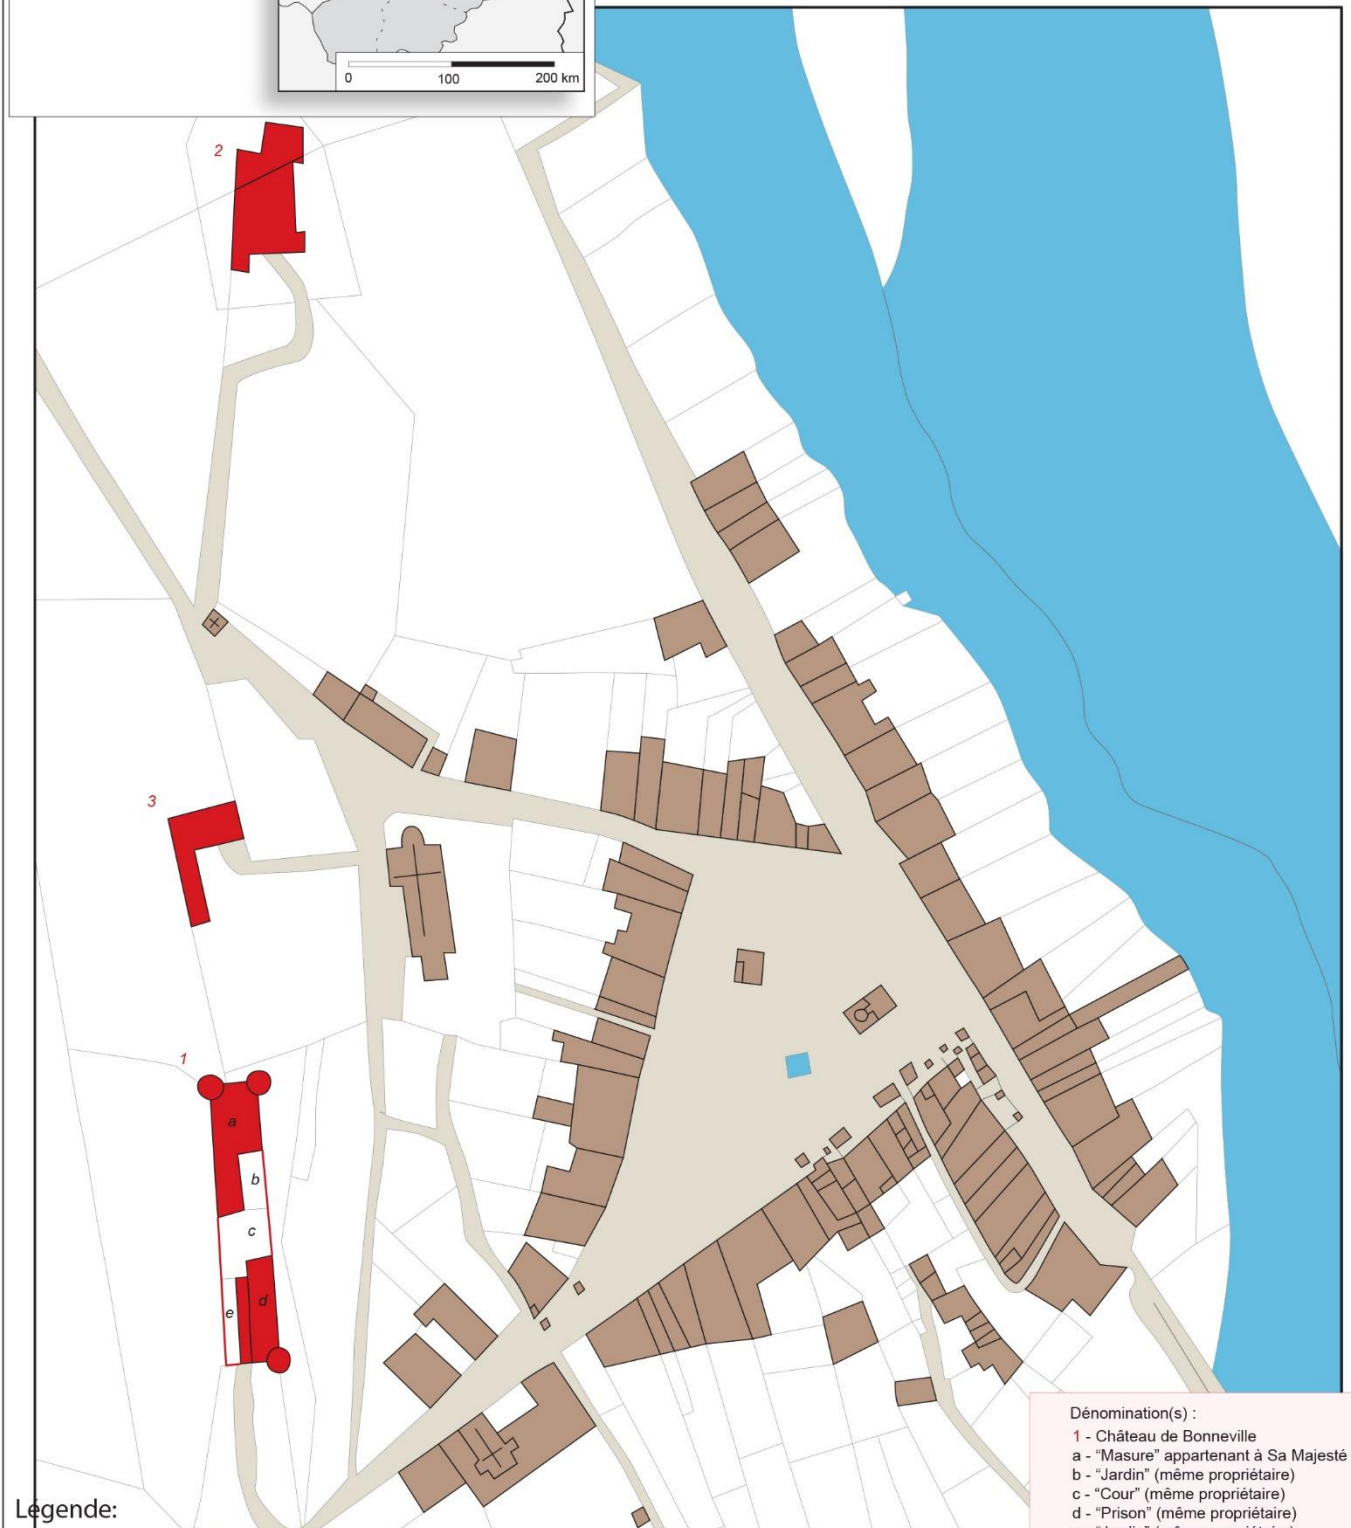 0 100 200 km
2
3
1
a
b
c
d
e
Dénomination(s) :
1 - Château de Bonneville
a - “Masure” appartenant à Sa Majesté
b - “Jardin” (même propriétaire)
c - “Cour” (même propriétaire)
d - “Prison” (même propriétaire)
Légende: